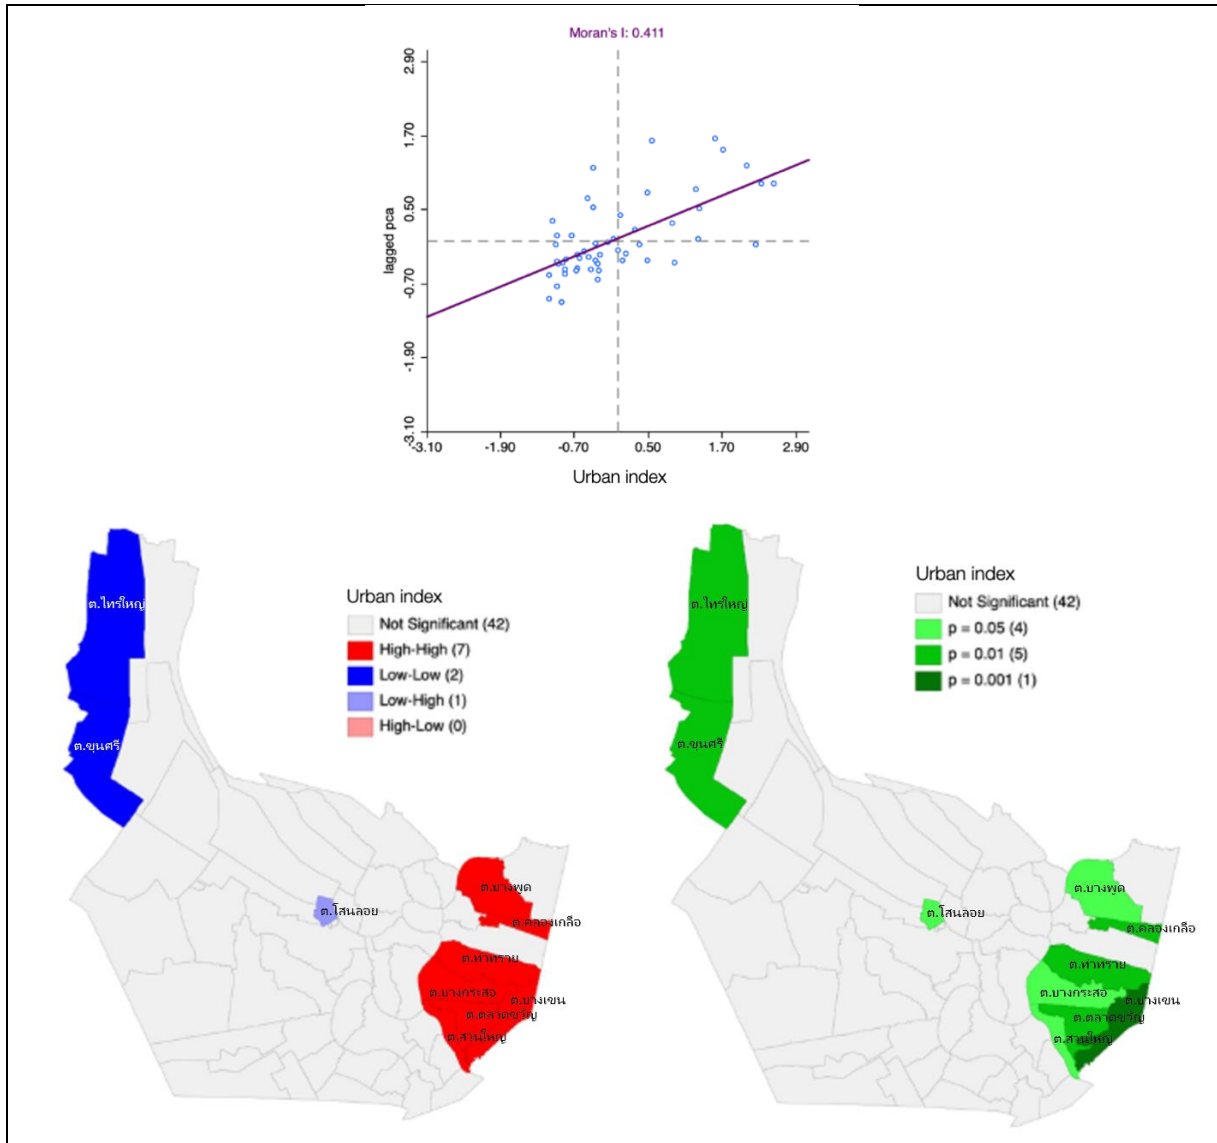 Moran's I: 0.411
2.90
1.70
0.50
-0.70
-1.90
-3.10
lagged pca
-3.10 -1.90 -0.70 0.50 1.70 2.90
Urban index
Urban index
Not Significant (42)
High-High (7)
Low-Low (2)
Low-High (1)
High-Low (0)
ต.ไทรใหญ่
ต.ขุนศรี
ต.โสนลอย
ต.บางพูด
ต.คลองเกลือ
ต.ท่าทราย
ต.บางกระสอ
ต.บางเขน
ต.ตลาดขวัญ
ต.สวนใหญ่
Urban index
Not Significant (42)
p = 0.05 (4)
p = 0.01 (5)
p = 0.001 (1)
ต.ไทรใหญ่
ต.ขุนศรี
ต.โสนลอย
ต.บางพูด
ต.คลองเกลือ
ต.ท่าทราย
ต.บางกระสอ
ต.บางเขน
ต.ตลาดขวัญ
ต.สวนใหญ่